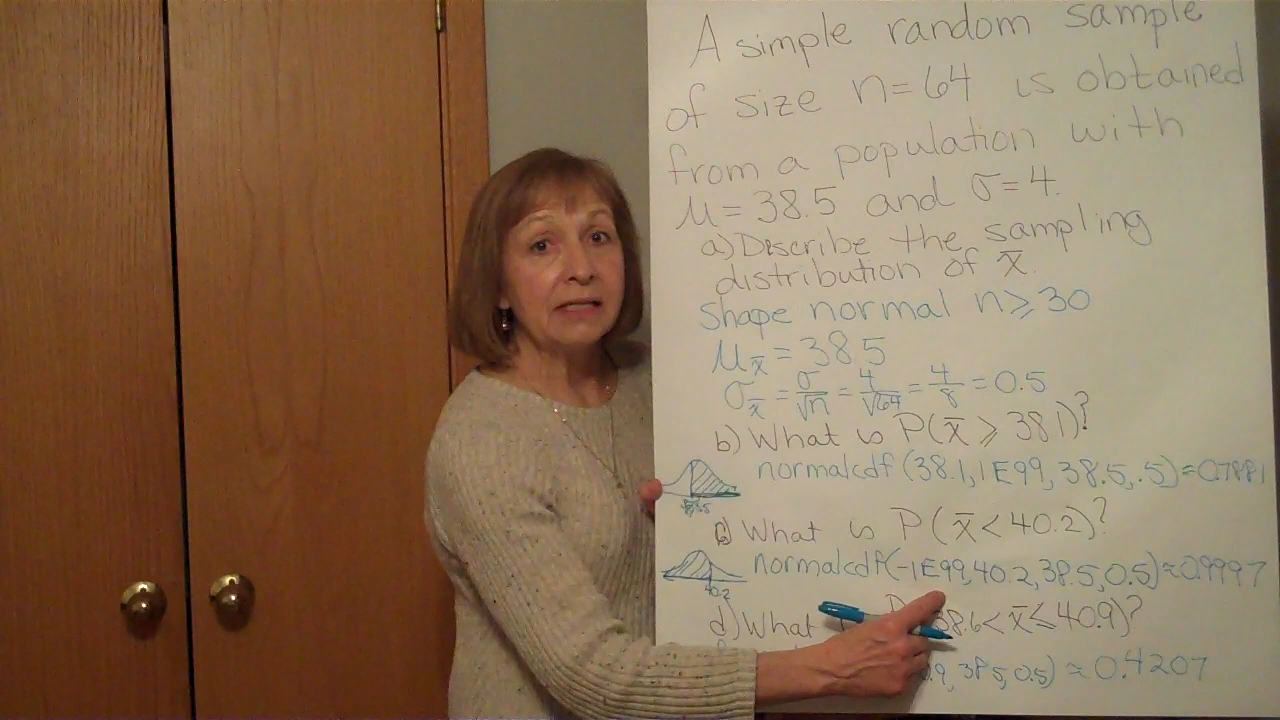 A simple random sample
of size n=64 is obtained
from a population with
μ=38.5 and σ=4.
a) Describe the sampling
distribution of x̄.
Shape normal n⩾30
μx̄ = 38.5
σx̄ = σ/√n = 4/√64 = 4/8 = 0.5
b) What is P(x̄ ⩾ 38.1)?
normalcdf (38.1, 1E99, 38.5, .5) = 0.7881
c) What is P(x̄ < 40.2)?
normalcdf(-1E99, 40.2, 38.5, 0.5) ≈ 0.9997
40.2
d) What 38.6 < x̄ ≤ 40.9)?
.9, 38.5, 0.5) ≈ 0.4207